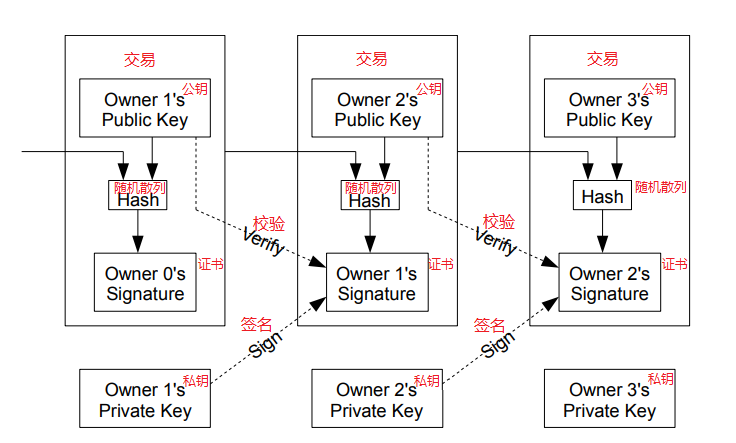 交易
交易
交易
公钥
Owner 1's
Public Key
公钥
Owner 2's
Public Key
公钥
Owner 3's
Public Key
随机散列
Hash
随机散列
Hash
随机散列
Hash
校验
Verify
校验
Verify
证书
Owner 0's
Signature
证书
Owner 1's
Signature
证书
Owner 2's
Signature
签名
Sign
签名
Sign
私钥
Owner 1's
Private Key
私钥
Owner 2's
Private Key
私钥
Owner 3's
Private Key